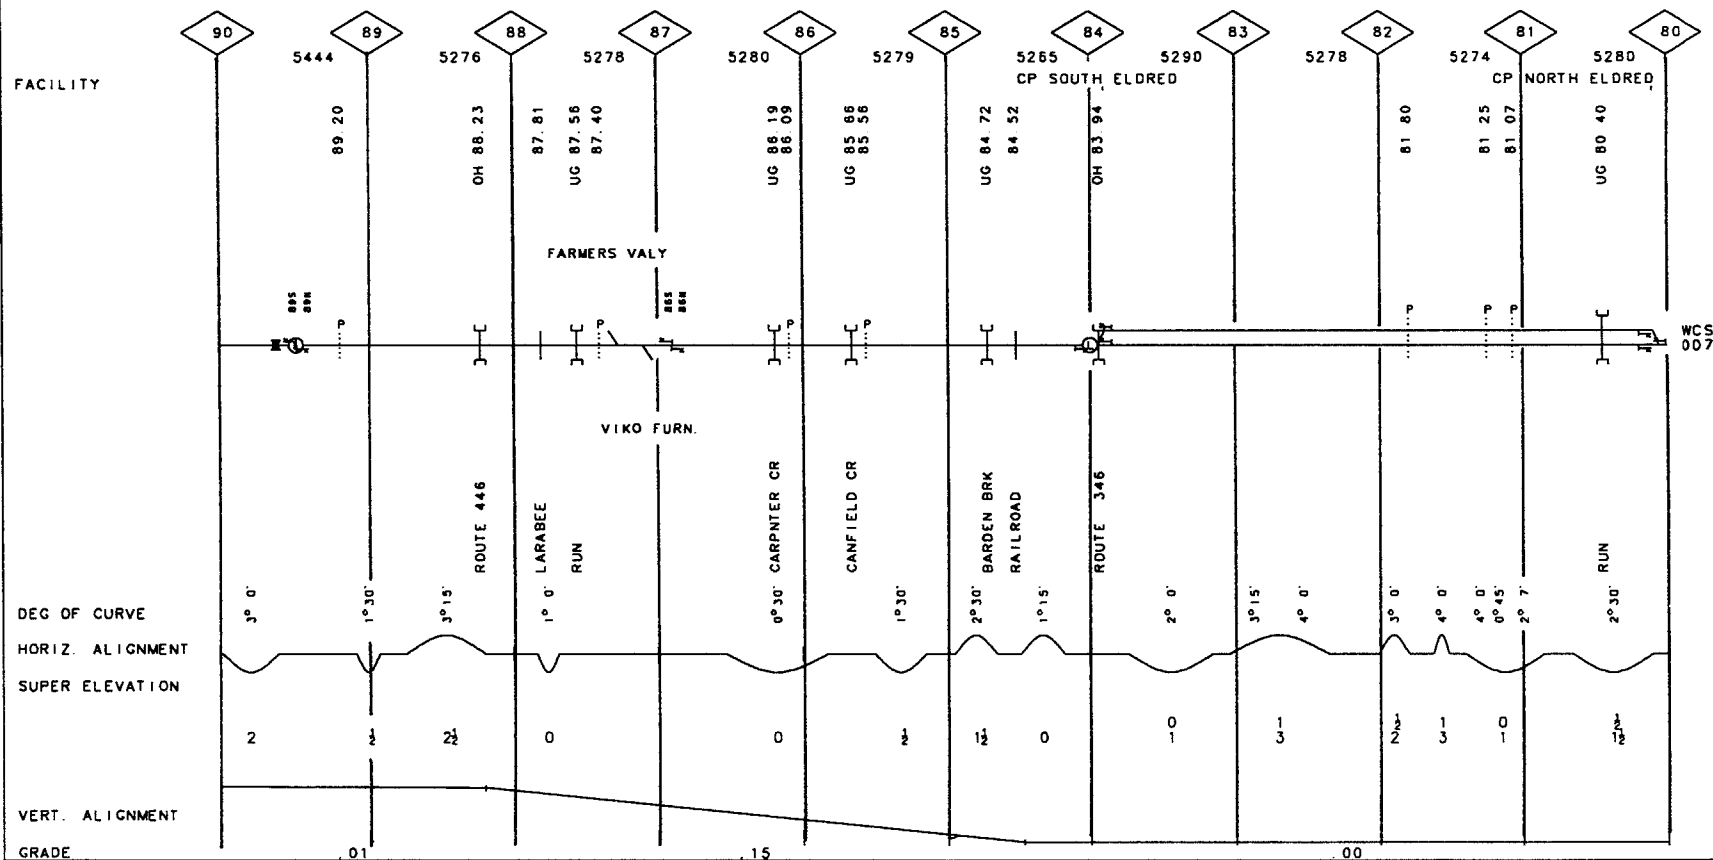 90 89 88 87 86 85 84 83 82 81 80
5444 5276 5278 5280 5279 5265 5290 5278 5274 5280
FACILITY
CP SOUTH ELDRED CP NORTH ELDRED
89.20
OH 88.23
87.81
UG 87.56
87.40
UG 86.19
86.09
UG 85 66
85.56
UG 84.72
84.52
OH 83.94
81 80
81 25
81 07
UG 80 40
FARMERS VALY
89S
89N
86S
86N
P P P P P P P
WCS
007
VIKO FURN.
ROUTE 446
LARABEE
RUN
CARPNTER CR
CANFIELD CR
BARDEN BRK
RAILROAD
ROUTE 346
RUN
DEG OF CURVE
3° 0' 1°30' 3°15' 1° 0' 0°30' 1°30' 2°30' 1°15' 2° 0' 3°15' 4° 0' 3° 0' 4° 0' 4° 0' 0°45' 2° 7' 2°30'
HORIZ. ALIGNMENT
SUPER ELEVATION
0 1 ½ 1 0 ½
2 ½ 2½ 0 0 ½ 1½ 0 1 3 2 3 1 1½
VERT. ALIGNMENT
GRADE .01 .15 .00